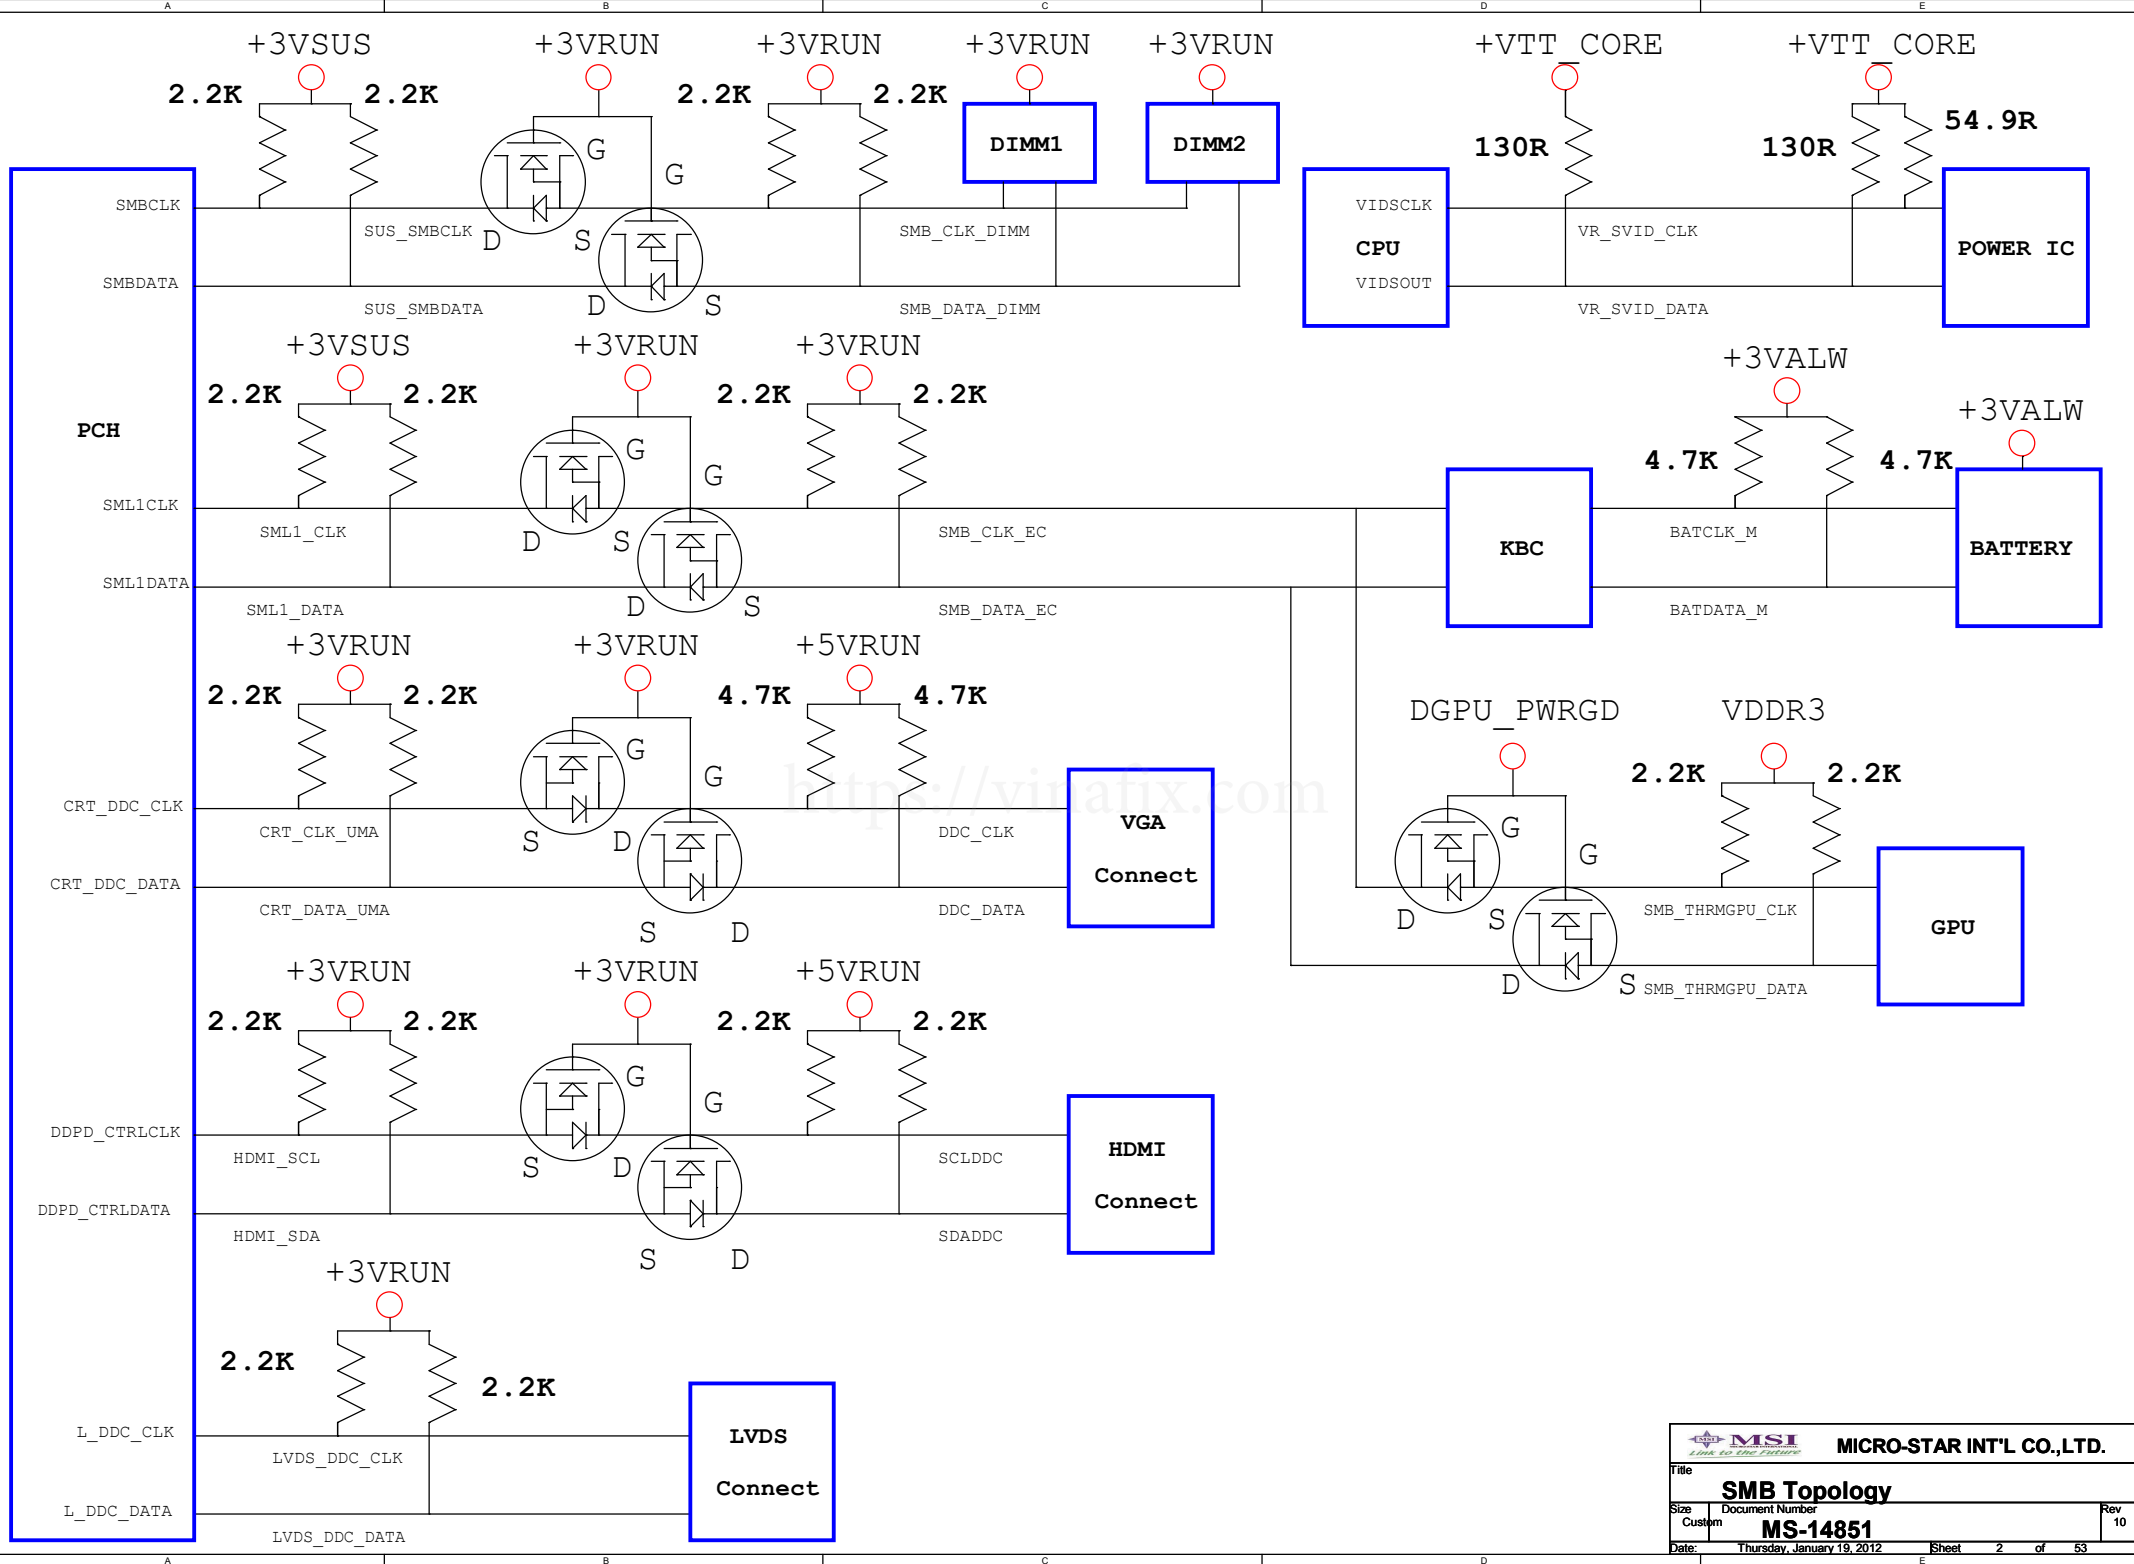 A B C D E
+3VSUS +3VRUN +3VRUN +3VRUN +3VRUN +VTT_CORE +VTT_CORE
2.2K 2.2K 2.2K 2.2K
54.9R
DIMM1 DIMM2 130R 130R
G
G
SMBCLK VIDSCLK
SUS_SMBCLK D S SMB_CLK_DIMM VR_SVID_CLK
CPU POWER IC
SMBDATA VIDSOUT
SUS_SMBDATA D S SMB_DATA_DIMM VR_SVID_DATA
+3VSUS +3VRUN +3VRUN +3VALW
2.2K 2.2K 2.2K 2.2K +3VALW
PCH
G 4.7K 4.7K
G
SML1CLK
SML1_CLK D S SMB_CLK_EC BATCLK_M
KBC BATTERY
SML1DATA
SML1_DATA D S SMB_DATA_EC BATDATA_M
+3VRUN +3VRUN +5VRUN
2.2K 2.2K 4.7K 4.7K DGPU_PWRGD VDDR3
G
G 2.2K 2.2K
https://vinafix.com
CRT_DDC_CLK
CRT_CLK_UMA S D DDC_CLK VGA G
G
CRT_DDC_DATA Connect
CRT_DATA_UMA DDC_DATA D S SMB_THRMGPU_CLK
S D GPU
+3VRUN +3VRUN +5VRUN
D S SMB_THRMGPU_DATA
2.2K 2.2K 2.2K 2.2K
G
G
DDPD_CTRLCLK HDMI
HDMI_SCL S D SCLDDC
DDPD_CTRLDATA Connect
HDMI_SDA SDADDC
S D
+3VRUN
2.2K
2.2K
L_DDC_CLK LVDS
LVDS_DDC_CLK
Connect
L_DDC_DATA
LVDS_DDC_DATA
MSI MICRO-STAR INT'L CO.,LTD.
Link to the Future
Title
SMB Topology
Size Document Number Rev
Custom MS-14851 10
Date: Thursday, January 19, 2012 Sheet 2 of 53
A B C D E